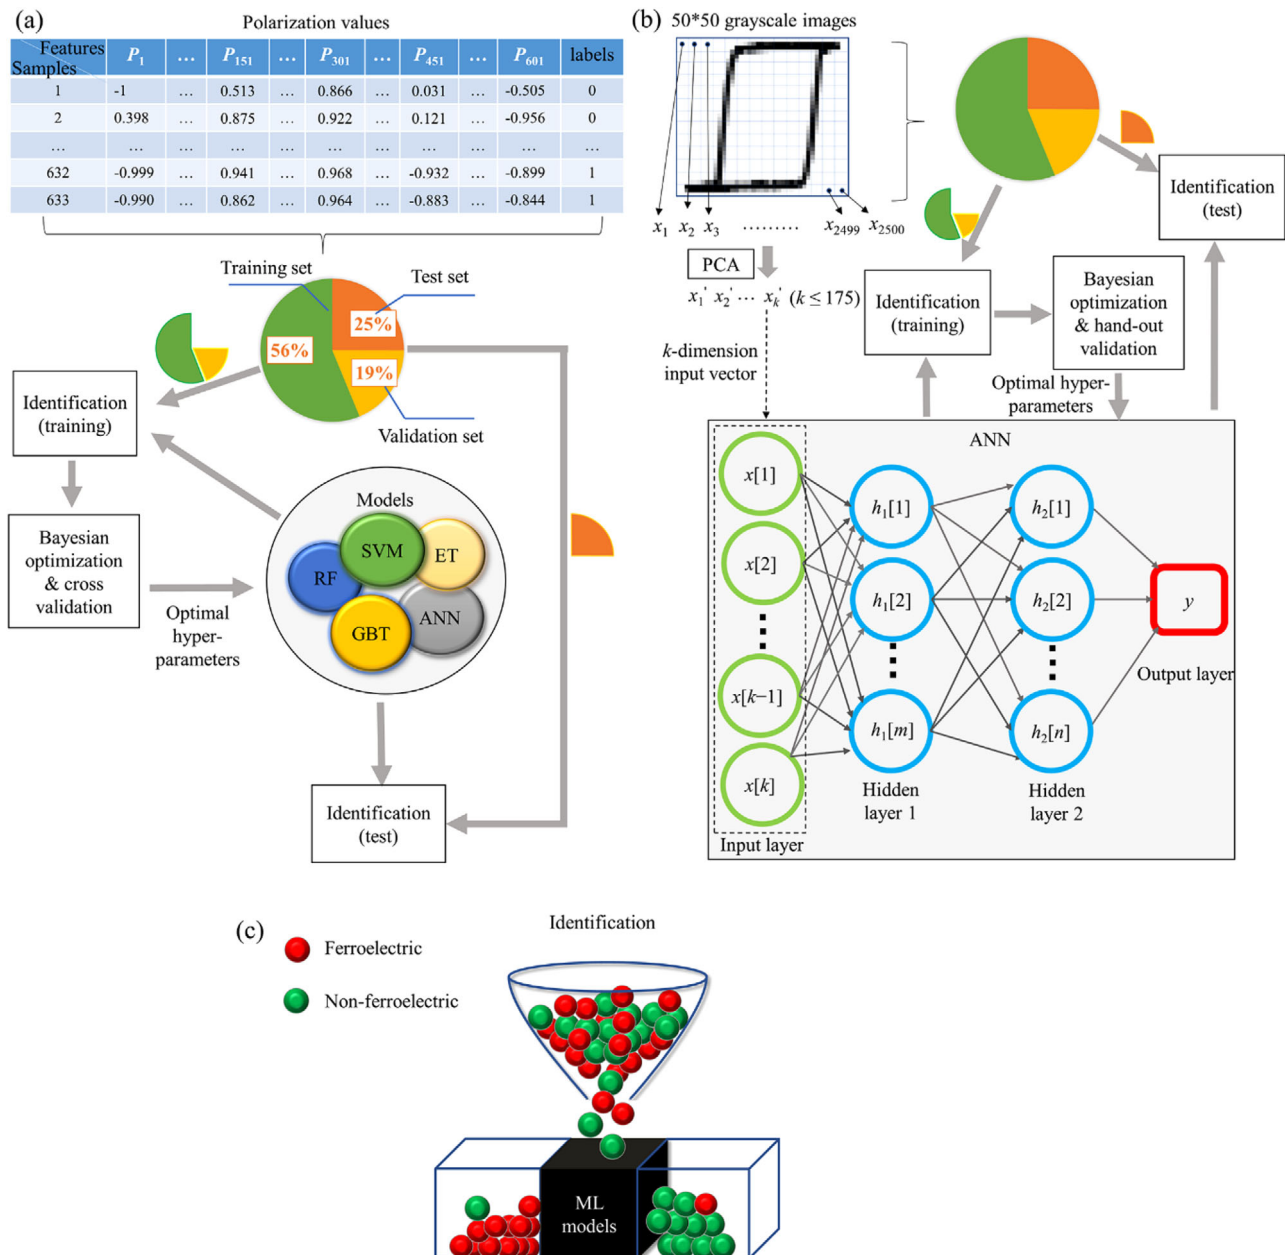 (a)
Polarization values
Features
Samples
P1 … P151 … P301 … P451 … P601 labels
1 -1 … 0.513 … 0.866 … 0.031 … -0.505 0
2 0.398 … 0.875 … 0.922 … 0.121 … -0.956 0
… … … … … … … … … …
632 -0.999 … 0.941 … 0.968 … -0.932 … -0.899 1
633 -0.990 … 0.862 … 0.964 … -0.883 … -0.844 1
Training set
Test set
25%
56%
19%
Validation set
Identification
(training)
Bayesian
optimization
& cross
validation
Optimal
hyper-
parameters
Models
SVM
ET
RF
ANN
GBT
Identification
(test)
(b)
50*50 grayscale images
x1 x2 x3 ……… x2499 x2500
PCA
x1' x2' ··· xk' (k ≤ 175)
k-dimension
input vector
Identification
(training)
Bayesian
optimization
& hand-out
validation
Identification
(test)
Optimal hyper-
parameters
ANN
x[1]
x[2]
x[k−1]
x[k]
Input layer
h1[1]
h1[2]
h1[m]
Hidden
layer 1
h2[1]
h2[2]
h2[n]
Hidden
layer 2
y
Output layer
(c)
Identification
Ferroelectric
Non-ferroelectric
ML
models